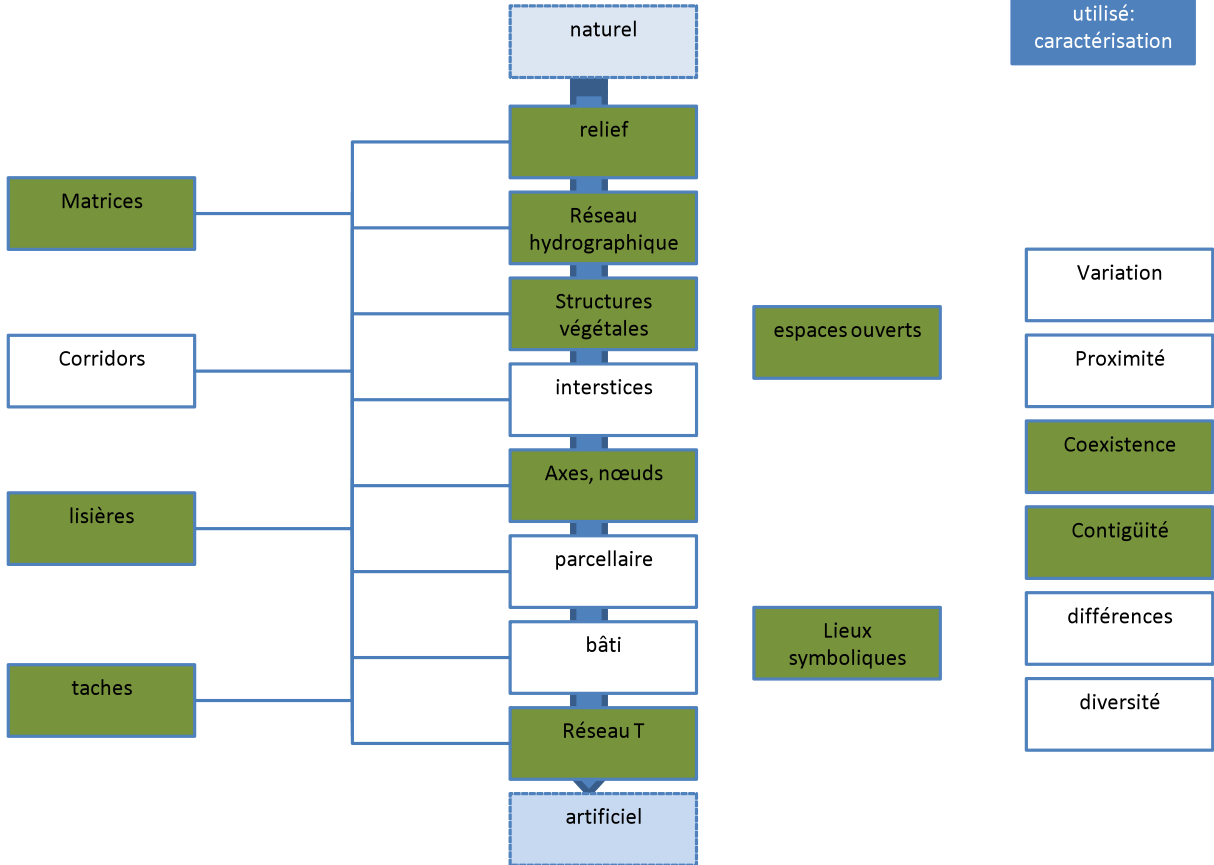 naturel
utilisé:
caractérisation
relief
Matrices
Réseau
hydrographique
Variation
Structures
végétales
espaces ouverts
Corridors
interstices
Proximité
Coexistence
Axes, nœuds
lisières
Contigüité
parcellaire
différences
bâti
Lieux
symboliques
taches
diversité
Réseau T
artificiel